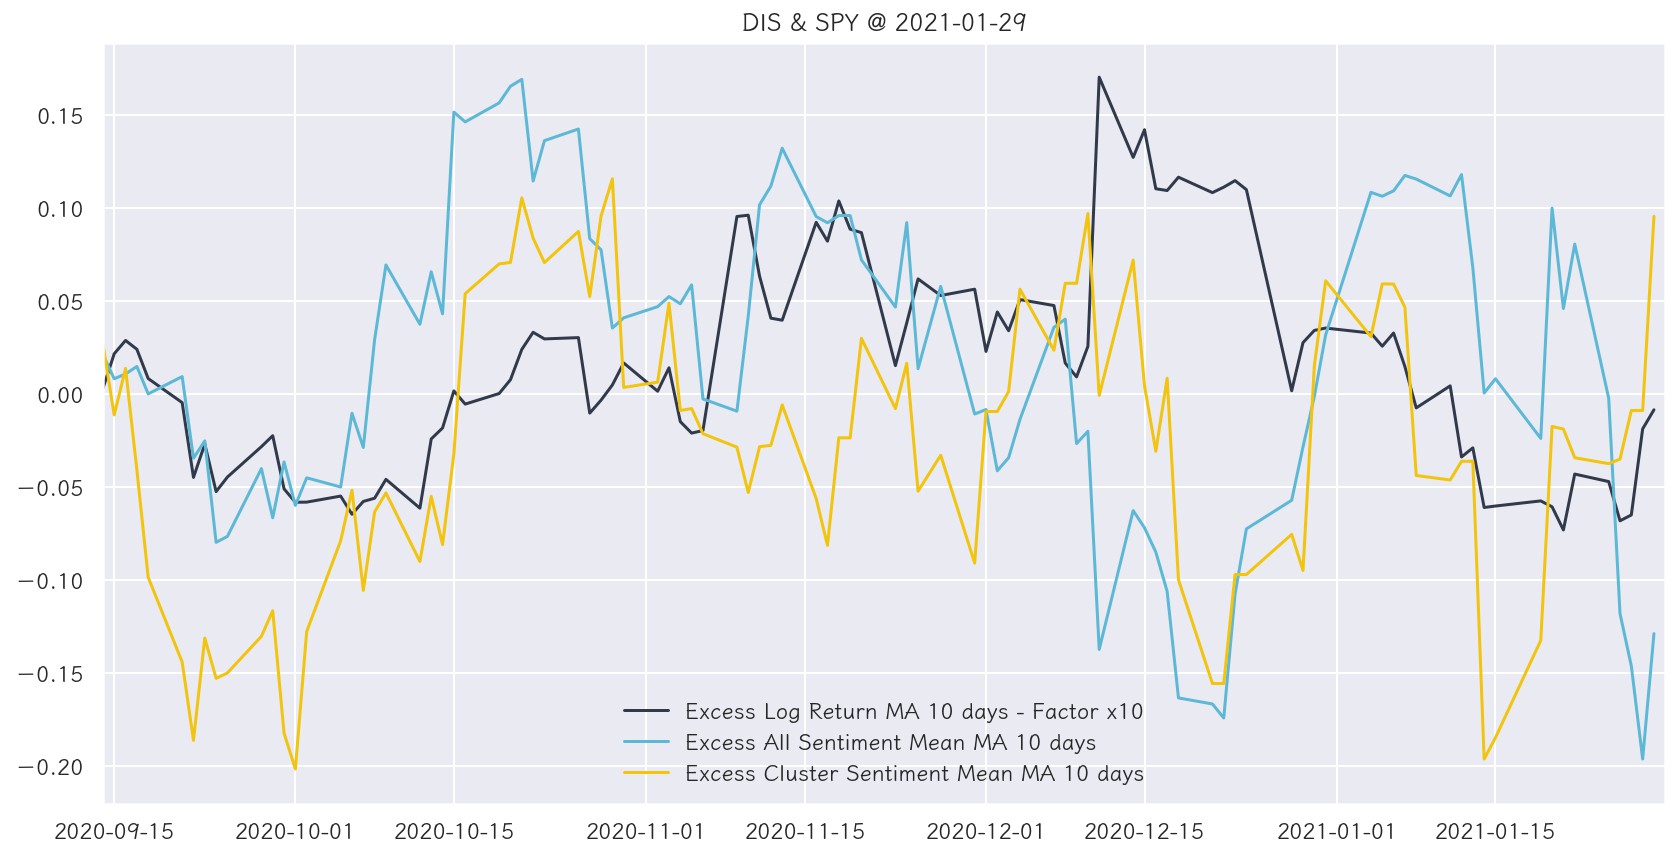 DIS & SPY @ 2021-01-29
0.15
0.10
0.05
0.00
−0.05
−0.10
−0.15
−0.20
Excess Log Return MA 10 days - Factor x10
Excess All Sentiment Mean MA 10 days
Excess Cluster Sentiment Mean MA 10 days
2020-09-15 2020-10-01 2020-10-15 2020-11-01 2020-11-15 2020-12-01 2020-12-15 2021-01-01 2021-01-15